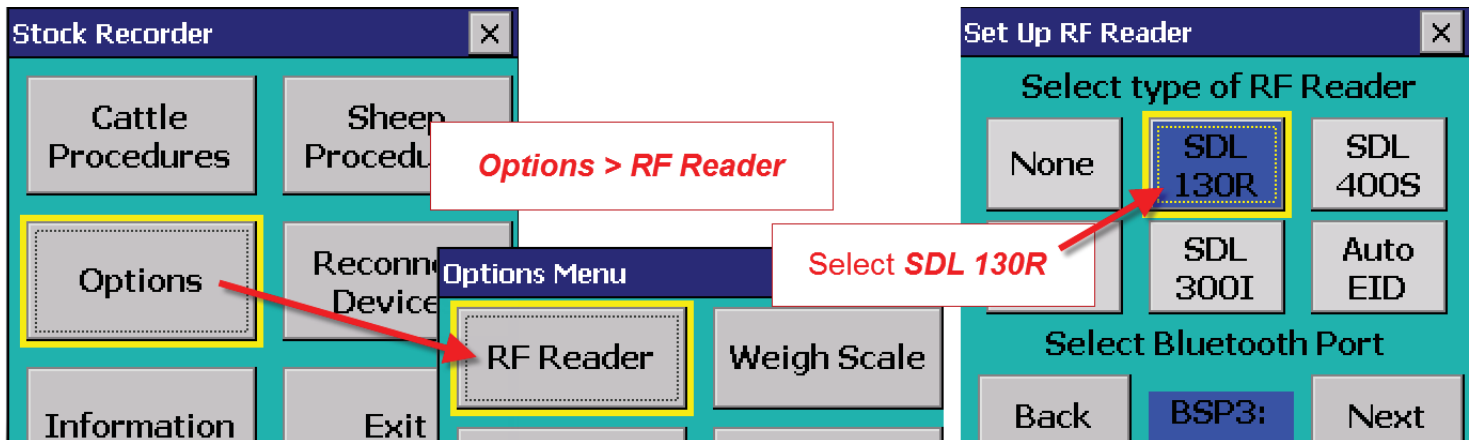 Stock Recorder
Cattle
Procedures
Sheep
Options > RF Reader
Options
Information
Exit
Options Menu
RF Reader
Weigh Scale
Set Up RF Reader
Select type of RF Reader
None
SDL
130R
SDL
400S
Select SDL 130R
SDL
300I
Auto
EID
Select Bluetooth Port
Back
BSP3:
Next